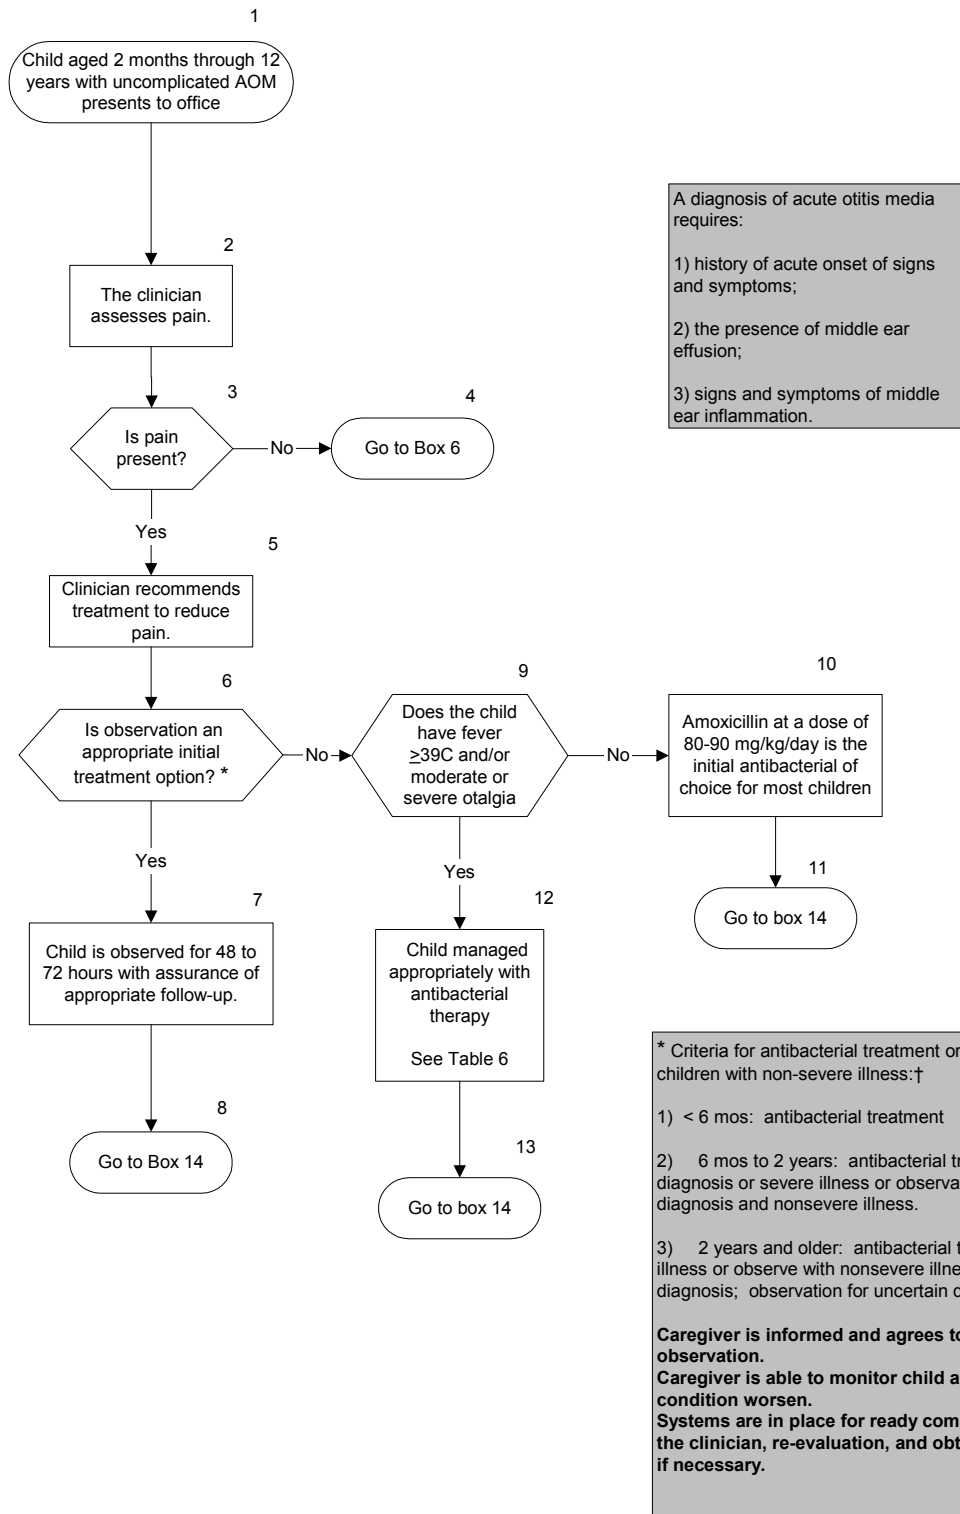 1
Child aged 2 months through 12
years with uncomplicated AOM
presents to office
A diagnosis of acute otitis media
requires:
1) history of acute onset of signs
and symptoms;
2) the presence of middle ear
effusion;
3) signs and symptoms of middle
ear inflammation.
2
The clinician
assesses pain.
3
Is pain
present?
No
4
Go to Box 6
Yes
5
Clinician recommends
treatment to reduce
pain.
6
Is observation an
appropriate initial
treatment option? *
No
9
Does the child
have fever
≥39C and/or
moderate or
severe otalgia
No
10
Amoxicillin at a dose of
80-90 mg/kg/day is the
initial antibacterial of
choice for most children
Yes
7
Child is observed for 48 to
72 hours with assurance of
appropriate follow-up.
Yes
12
Child managed
appropriately with
antibacterial
therapy
See Table 6
11
Go to box 14
8
Go to Box 14
13
Go to box 14
* Criteria for antibacterial treatment or
children with non-severe illness:†
1) < 6 mos: antibacterial treatment
2) 6 mos to 2 years: antibacterial tr
diagnosis or severe illness or observa
diagnosis and nonsevere illness.
3) 2 years and older: antibacterial t
illness or observe with nonsevere illne
diagnosis; observation for uncertain d
Caregiver is informed and agrees to
observation.
Caregiver is able to monitor child a
condition worsen.
Systems are in place for ready com
the clinician, re-evaluation, and obt
if necessary.